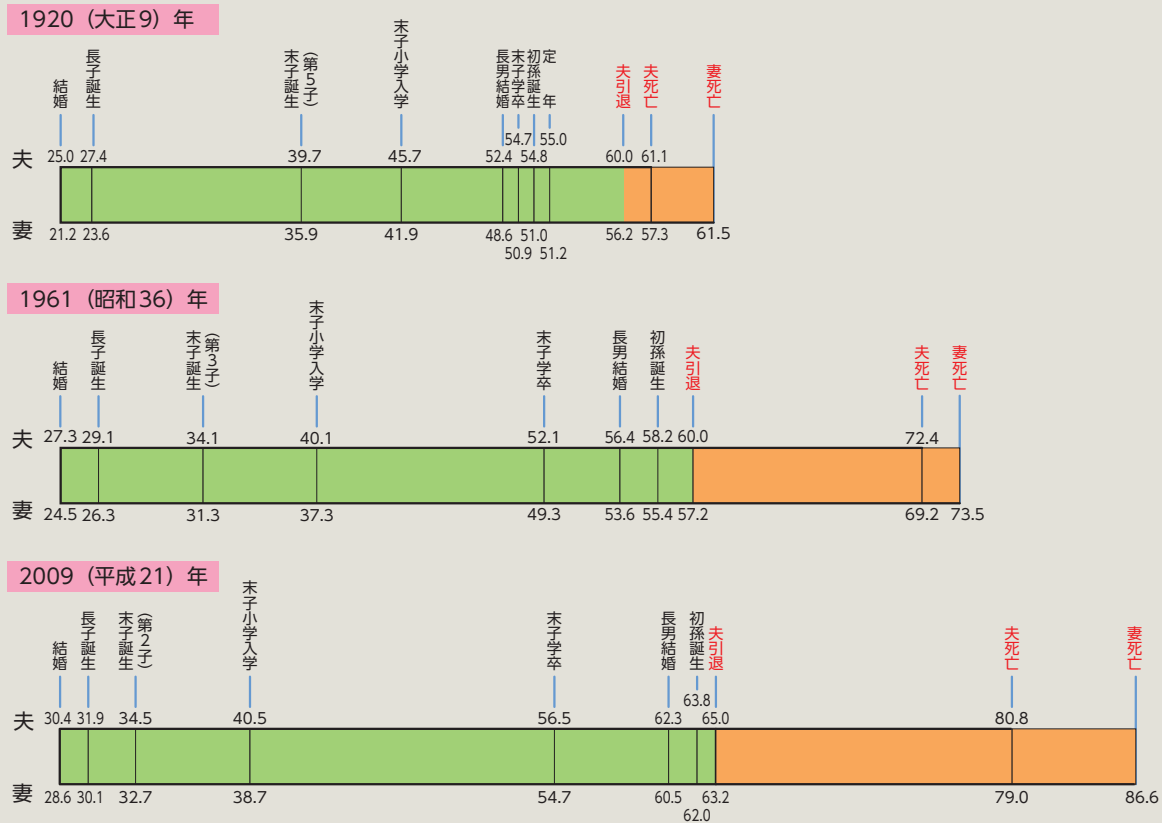 1920（大正9）年
結婚
長子誕生
末子誕生
（第5子）
末子小学入学
長男結婚
末子学卒
初孫誕生
定年
夫引退
夫死亡
妻死亡
54.7 55.0
夫 25.0 27.4 39.7 45.7 52.4 54.8 60.0 61.1
妻 21.2 23.6 35.9 41.9 48.6 51.0 56.2 57.3 61.5
50.9 51.2
1961（昭和36）年
結婚
長子誕生
末子誕生
（第3子）
末子小学入学
末子学卒
長男結婚
初孫誕生
夫引退
夫死亡
妻死亡
夫 27.3 29.1 34.1 40.1 52.1 56.4 58.2 60.0 72.4
妻 24.5 26.3 31.3 37.3 49.3 53.6 55.4 57.2 69.2 73.5
2009（平成21）年
結婚
長子誕生
末子誕生
（第2子）
末子小学入学
末子学卒
長男結婚
初孫誕生
夫引退
夫死亡
妻死亡
63.8
夫 30.4 31.9 34.5 40.5 56.5 62.3 65.0 80.8
妻 28.6 30.1 32.7 38.7 54.7 60.5 63.2 79.0 86.6
62.0